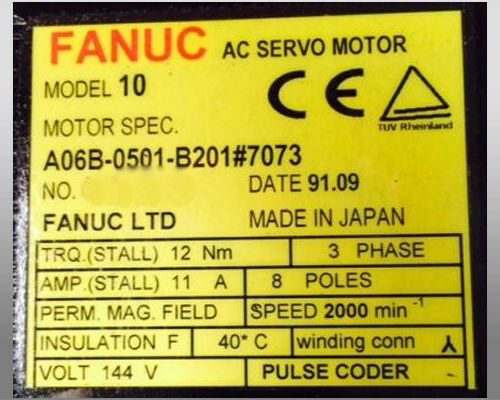 FANUC AC SERVO MOTOR
MODEL 10
CE
MOTOR SPEC.
TUV Rheinland
A06B-0501-B201#7073
NO. DATE 91.09
FANUC LTD MADE IN JAPAN
TRQ.(STALL) 12 Nm 3 PHASE
AMP.(STALL) 11 A 8 POLES
PERM. MAG. FIELD SPEED 2000 min⁻¹
INSULATION F 40° C winding conn
VOLT 144 V PULSE CODER